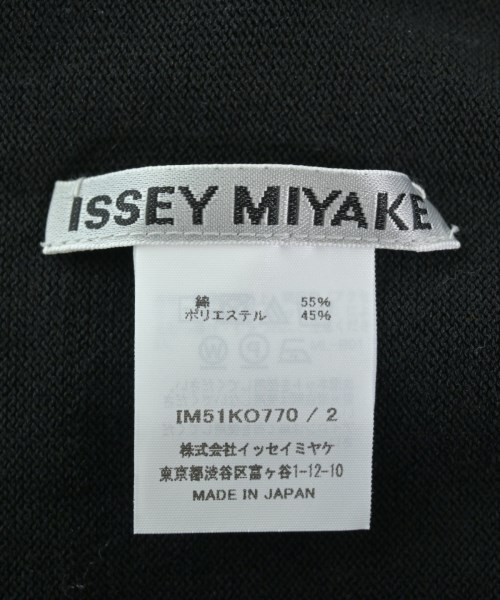 ISSEY MIYAKE
綿 55%
ポリエステル 45%
IM51KO770 / 2
株式会社イッセイミヤケ
東京都渋谷区富ヶ谷1-12-10
MADE IN JAPAN